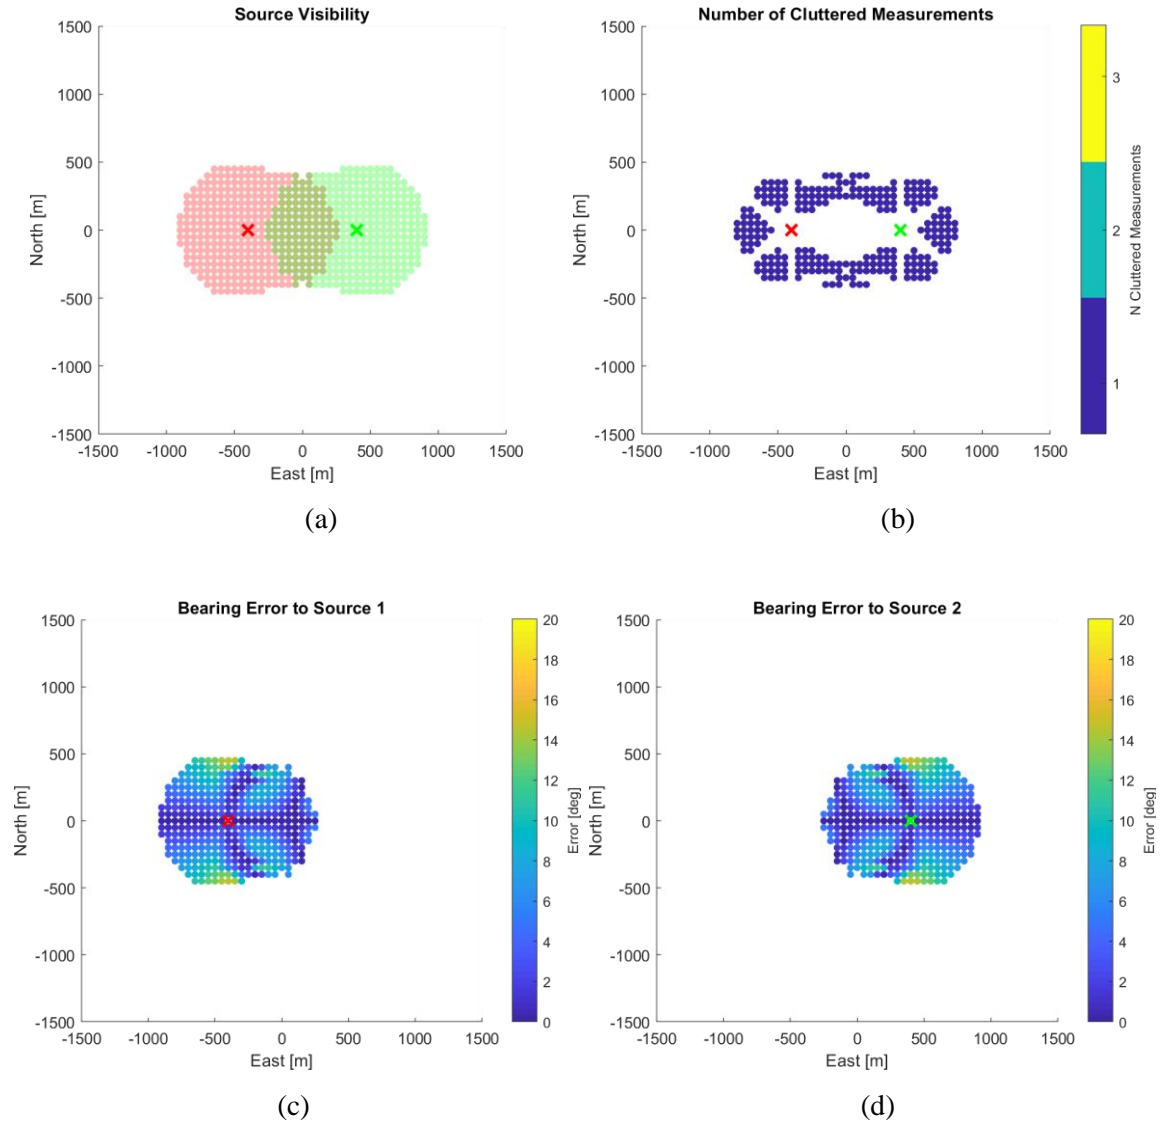 Source Visibility
1500
1000
500
0
-500
-1000
-1500
North [m]
-1500 -1000 -500 0 500 1000 1500
East [m]
(a)
Number of Cluttered Measurements
1500
1000
500
0
-500
-1000
-1500
North [m]
-1500 -1000 -500 0 500 1000 1500
East [m]
3
2
1
N Cluttered Measurements
(b)
Bearing Error to Source 1
1500
1000
500
0
-500
-1000
-1500
North [m]
-1500 -1000 -500 0 500 1000 1500
East [m]
20
18
16
14
12
10
8
6
4
2
0
Error [deg]
(c)
Bearing Error to Source 2
1500
1000
500
0
-500
-1000
-1500
North [m]
-1500 -1000 -500 0 500 1000 1500
East [m]
20
18
16
14
12
10
8
6
4
2
0
Error [deg]
(d)